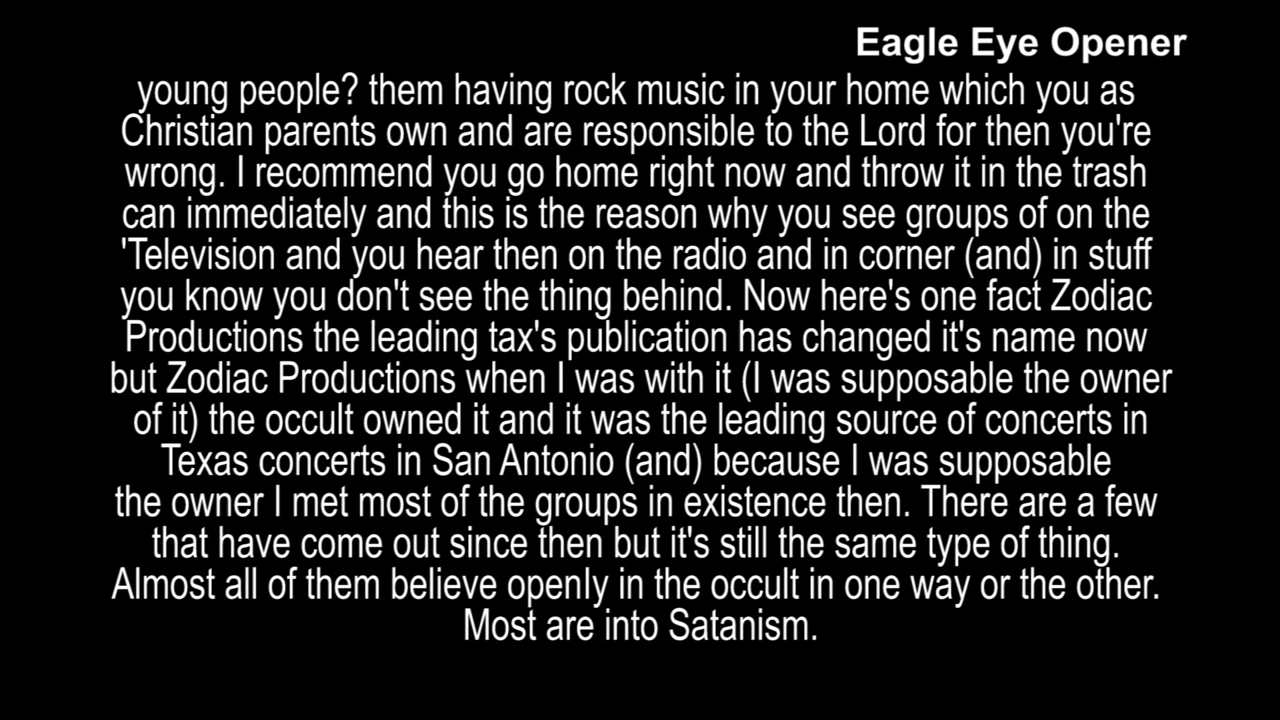 Eagle Eye Opener
young people? them having rock music in your home which you as
Christian parents own and are responsible to the Lord for then you're
wrong. I recommend you go home right now and throw it in the trash
can immediately and this is the reason why you see groups of on the
'Television and you hear then on the radio and in corner (and) in stuff
you know you don't see the thing behind. Now here's one fact Zodiac
Productions the leading tax's publication has changed it's name now
but Zodiac Productions when I was with it (I was supposable the owner
of it) the occult owned it and it was the leading source of concerts in
Texas concerts in San Antonio (and) because I was supposable
the owner I met most of the groups in existence then. There are a few
that have come out since then but it's still the same type of thing.
Almost all of them believe openly in the occult in one way or the other.
Most are into Satanism.